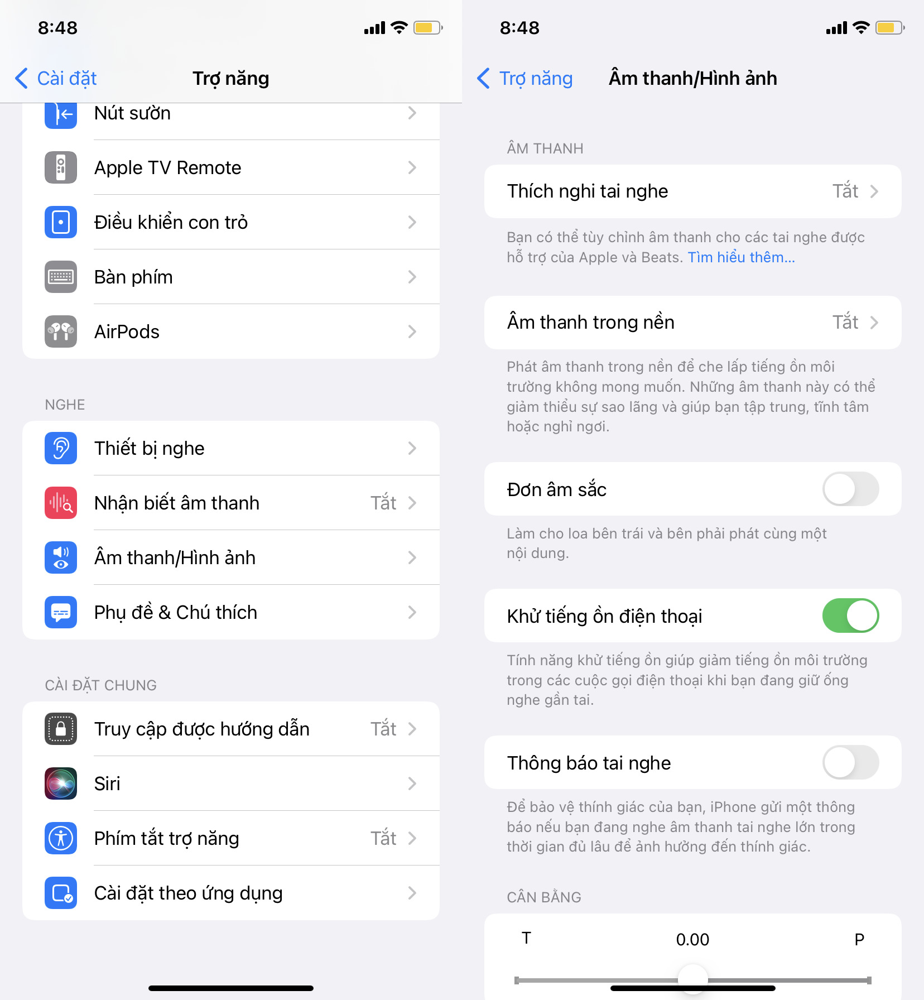 8:48
Cài đặt
Trợ năng
Nút sườn
Apple TV Remote
Điều khiển con trỏ
Bàn phím
AirPods
NGHE
Thiết bị nghe
Nhận biết âm thanh Tắt
Âm thanh/Hình ảnh
Phụ đề & Chú thích
CÀI ĐẶT CHUNG
Truy cập được hướng dẫn Tắt
Siri
Phím tắt trợ năng Tắt
Cài đặt theo ứng dụng
8:48
Trợ năng
Âm thanh/Hình ảnh
ÂM THANH
Thích nghi tai nghe Tắt
Bạn có thể tùy chỉnh âm thanh cho các tai nghe được
hỗ trợ của Apple và Beats. Tìm hiểu thêm...
Âm thanh trong nền Tắt
Phát âm thanh trong nền để che lấp tiếng ồn môi
trường không mong muốn. Những âm thanh này có thể
giảm thiểu sự sao lãng và giúp bạn tập trung, tĩnh tâm
hoặc nghỉ ngơi.
Đơn âm sắc
Làm cho loa bên trái và bên phải phát cùng một
nội dung.
Khử tiếng ồn điện thoại
Tính năng khử tiếng ồn giúp giảm tiếng ồn môi trường
trong các cuộc gọi điện thoại khi bạn đang giữ ống
nghe gần tai.
Thông báo tai nghe
Để bảo vệ thính giác của bạn, iPhone gửi một thông
báo nếu bạn đang nghe âm thanh tai nghe lớn trong
thời gian đủ lâu để ảnh hưởng đến thính giác.
CÂN BẰNG
T 0.00 P